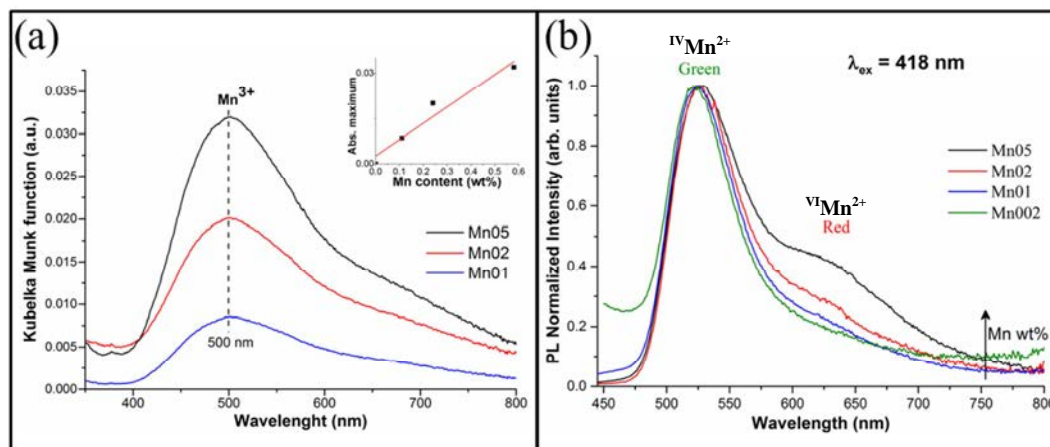 (a)
Mn3+
500 nm
Kubelka Munk function (a.u.)
0.040
0.035
0.030
0.025
0.020
0.015
0.010
0.005
0.000
400
500
600
700
800
Wavelenght (nm)
Mn05
Mn02
Mn01
Abs. maximum
0.03
0.00
0.0 0.1 0.2 0.3 0.4 0.5 0.6
Mn content (wt%)
(b)
IVMn2+
Green
λex = 418 nm
VIMn2+
Red
Mn05
Mn02
Mn01
Mn002
Mn wt%
PL Normalized Intensity (arb. units)
1.0
0.8
0.6
0.4
0.2
0.0
450 500 550 600 650 700 750 800
Wavelength (nm)